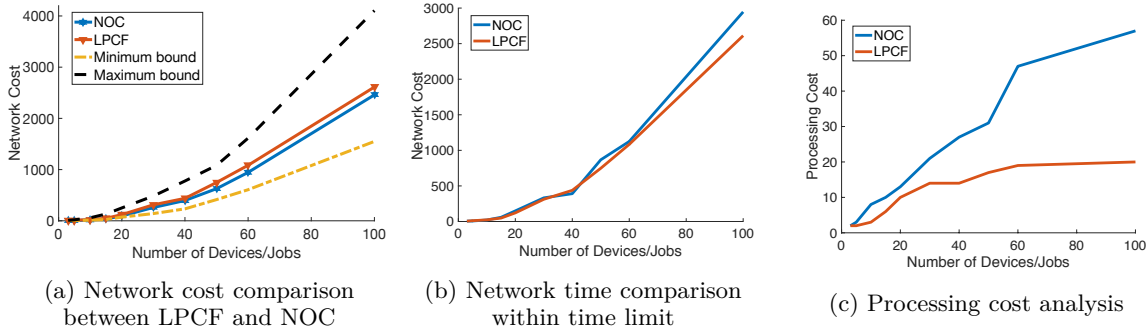 NOC
LPCF
Minimum bound
Maximum bound
Network Cost
4000
3000
2000
1000
0
0
20
40
60
80
100
Number of Devices/Jobs
(a) Network cost comparison
between LPCF and NOC
NOC
LPCF
Network Cost
3000
2500
2000
1500
1000
500
0
0
20
40
60
80
100
Number of Devices/Jobs
(b) Network time comparison
within time limit
NOC
LPCF
Processing Cost
60
50
40
30
20
10
0
0
20
40
60
80
100
Number of Devices/Jobs
(c) Processing cost analysis